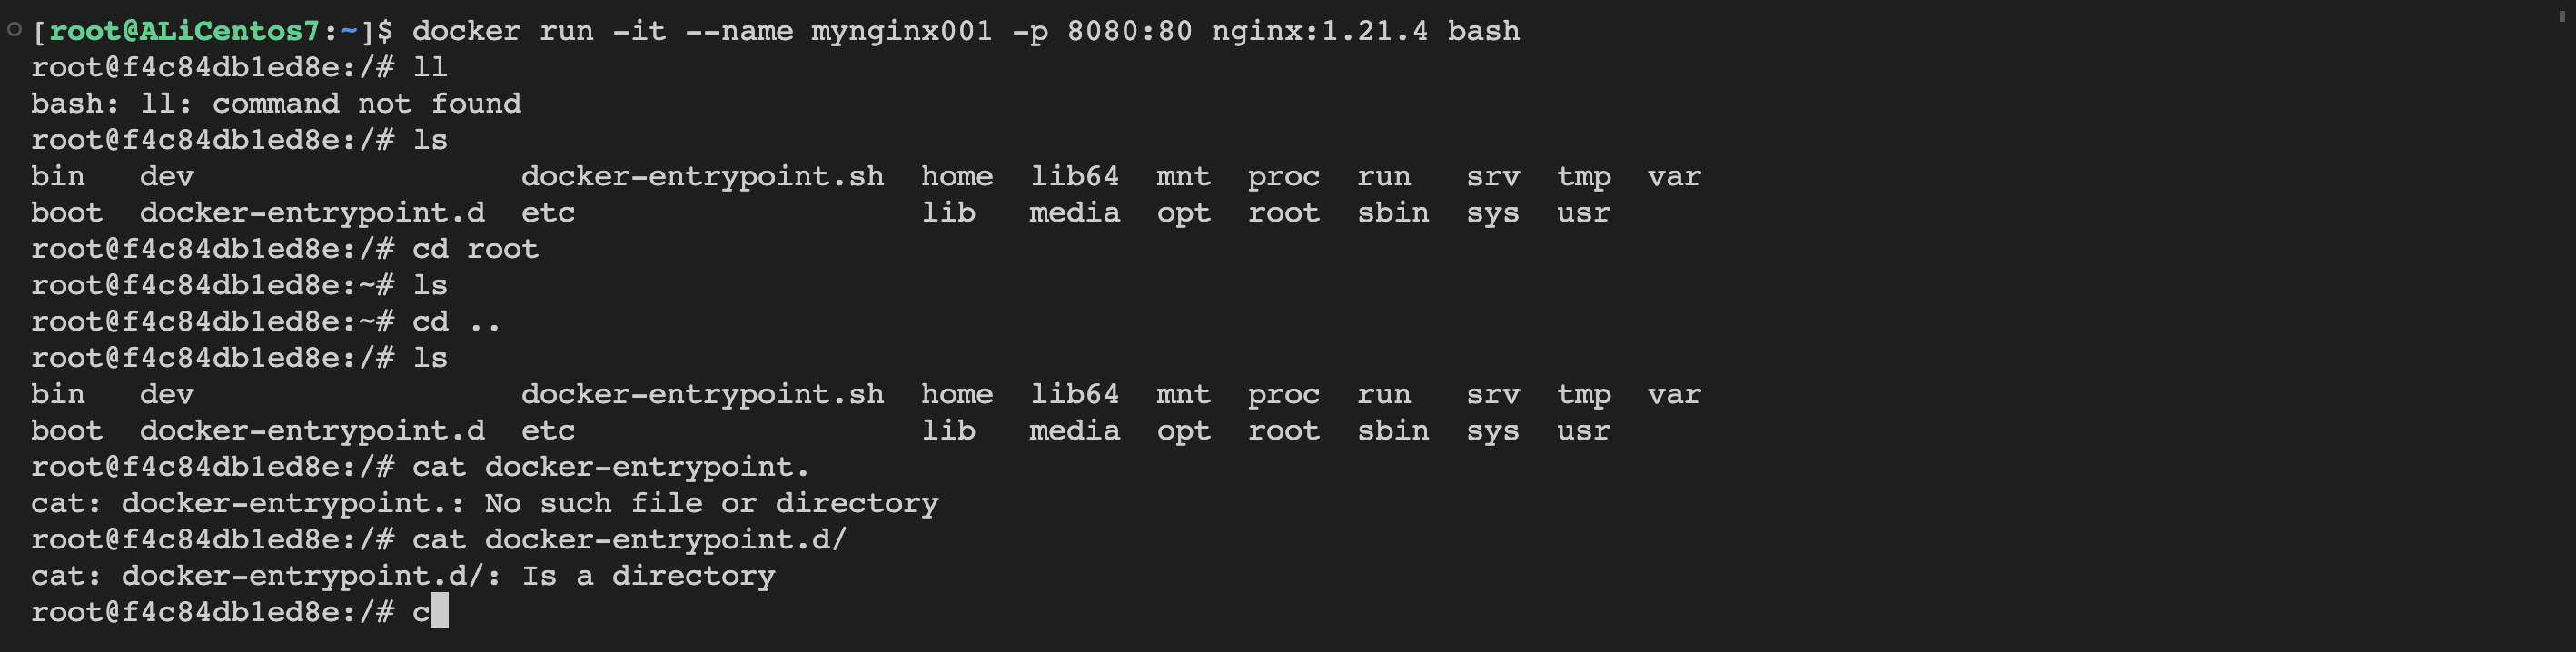 [root@ALiCentos7:~]$ docker run -it --name mynginx001 -p 8080:80 nginx:1.21.4 bash
root@f4c84db1ed8e:/# ll
bash: ll: command not found
root@f4c84db1ed8e:/# ls
bin   dev                  docker-entrypoint.sh  home  lib64  mnt  proc  run   srv  tmp  var
boot  docker-entrypoint.d  etc                   lib   media  opt  root  sbin  sys  usr
root@f4c84db1ed8e:/# cd root
root@f4c84db1ed8e:~# ls
root@f4c84db1ed8e:~# cd ..
root@f4c84db1ed8e:/# ls
bin   dev                  docker-entrypoint.sh  home  lib64  mnt  proc  run   srv  tmp  var
boot  docker-entrypoint.d  etc                   lib   media  opt  root  sbin  sys  usr
root@f4c84db1ed8e:/# cat docker-entrypoint.
cat: docker-entrypoint.: No such file or directory
root@f4c84db1ed8e:/# cat docker-entrypoint.d/
cat: docker-entrypoint.d/: Is a directory
root@f4c84db1ed8e:/# c